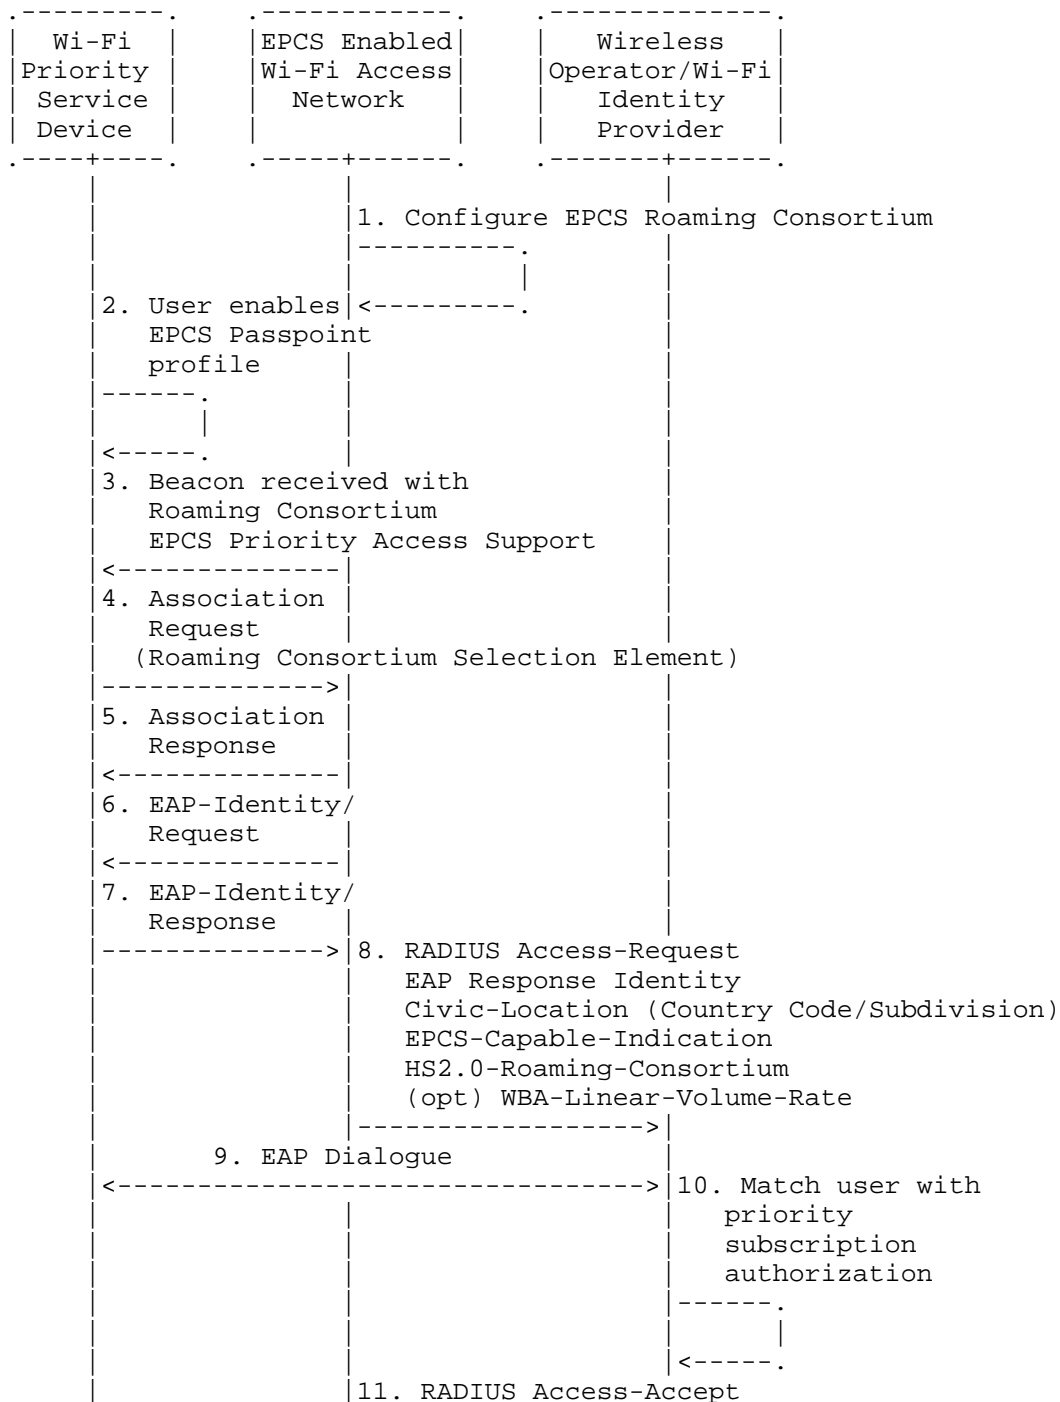 Wi-Fi EPCS Enabled Wireless
Priority Wi-Fi Access Operator/Wi-Fi
Service Network Identity
Device Provider
1. Configure EPCS Roaming Consortium
2. User enables
EPCS Passpoint
profile
3. Beacon received with
Roaming Consortium
EPCS Priority Access Support
4. Association
Request
(Roaming Consortium Selection Element)
5. Association
Response
6. EAP-Identity/
Request
7. EAP-Identity/
Response
8. RADIUS Access-Request
EAP Response Identity
Civic-Location (Country Code/Subdivision)
EPCS-Capable-Indication
HS2.0-Roaming-Consortium
(opt) WBA-Linear-Volume-Rate
9. EAP Dialogue
10. Match user with
priority
subscription
authorization
11. RADIUS Access-Accept